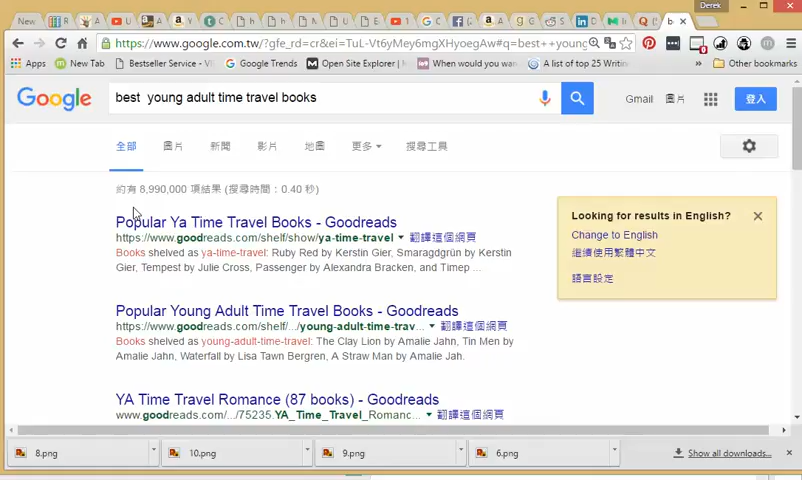 Derek
New
https://www.google.com.tw/?gfe_rd=cr&ei=TuL-Vt6yMey6mgXHyoegAw#q=best++young
Apps
New Tab
Bestseller Service - V
Google Trends
Open Site Explorer
When would you want
A list of top 25 Writin
Other bookmarks
Google
best young adult time travel books
Gmail
圖片
登入
全部
圖片
新聞
影片
地圖
更多
搜尋工具
約有 8,990,000 項結果 (搜尋時間：0.40 秒)
Popular Ya Time Travel Books - Goodreads
https://www.goodreads.com/shelf/show/ya-time-travel 翻譯這個網頁
Books shelved as ya-time-travel: Ruby Red by Kerstin Gier, Smaragdgrün by Kerstin
Gier, Tempest by Julie Cross, Passenger by Alexandra Bracken, and Timep ...
Popular Young Adult Time Travel Books - Goodreads
https://www.goodreads.com/shelf/.../young-adult-time-trav... 翻譯這個網頁
Books shelved as young-adult-time-travel: The Clay Lion by Amalie Jahn, Tin Men by
Amalie Jahn, Waterfall by Lisa Tawn Bergren, A Straw Man by Amalie Jah.
YA Time Travel Romance (87 books) - Goodreads
www.goodreads.com/.../75235.YA_Time_Travel_Romanc... 翻譯這個網頁
Looking for results in English?
Change to English
繼續使用繁體中文
語言設定
8.png
10.png
9.png
6.png
Show all downloads...